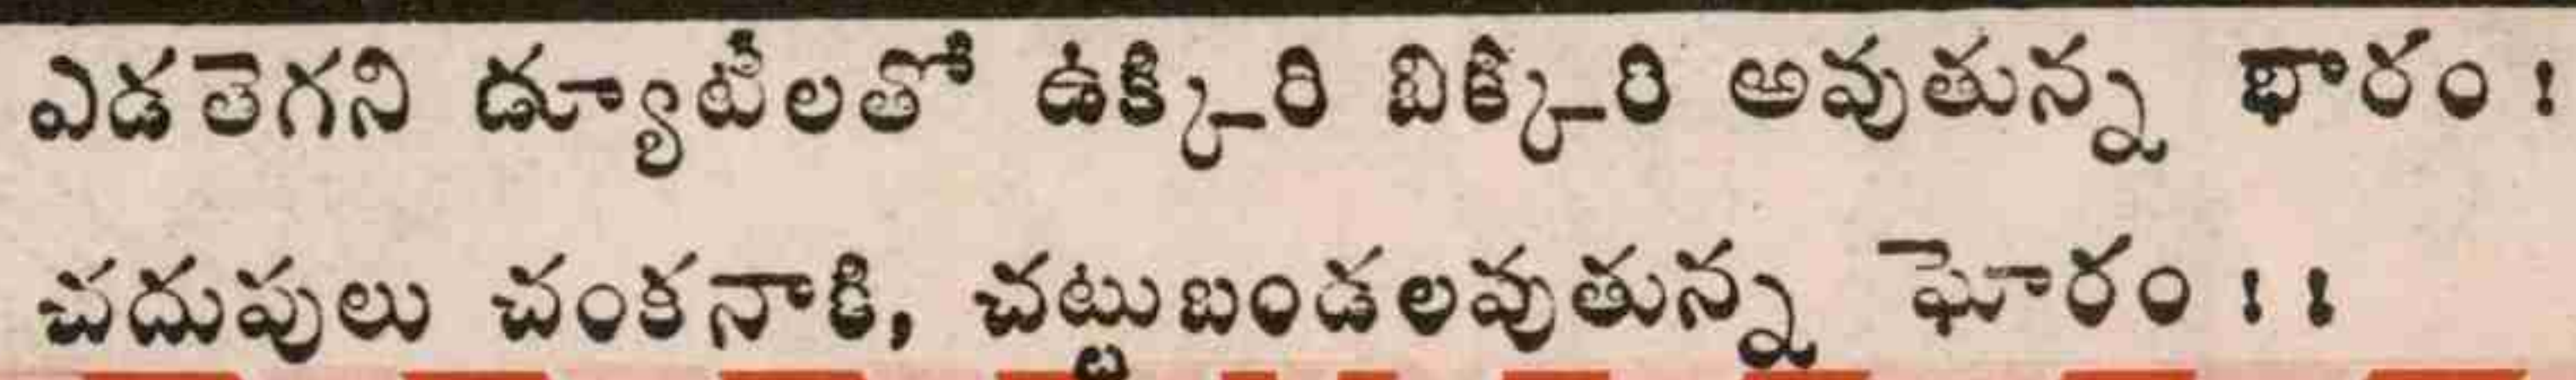 ఎడతెగని డ్యూటీలతో ఉక్కిరి బిక్కిరి అవుతున్న భారం !
చదువులు చంకనాకి, చట్టుబండలవుతున్న ఘోరం ! !